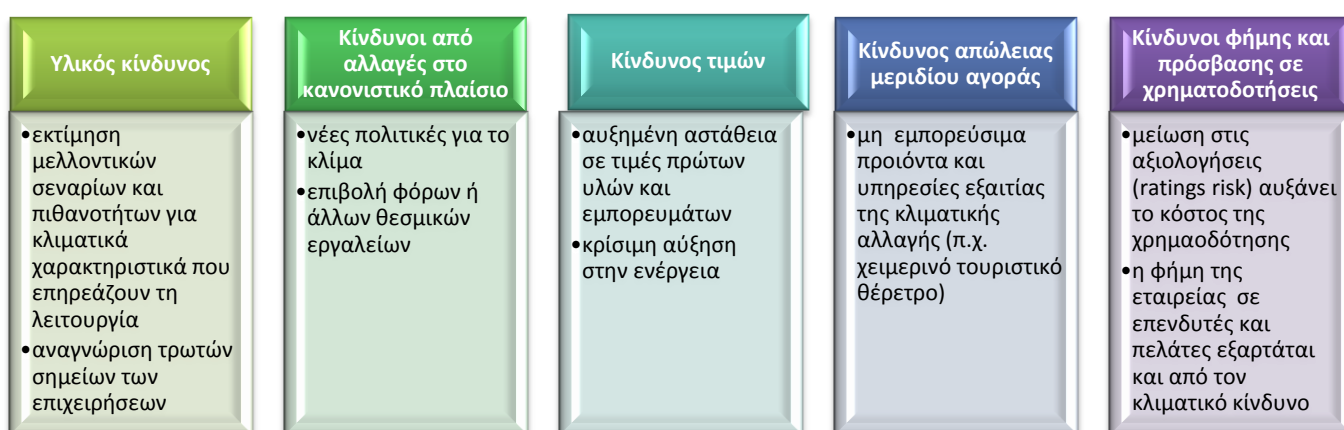 Υλικός κίνδυνος
•εκτίμηση
μελλοντικών
σεναρίων και
πιθανοτήτων για
κλιματικά
χαρακτηριστικά που
επηρεάζουν τη
λειτουργία
•αναγνώριση τρωτών
σημείων των
επιχειρήσεων
Κίνδυνοι από
αλλαγές στο
κανονιστικό πλαίσιο
•νέες πολιτικές για το
κλίμα
•επιβολή φόρων ή
άλλων θεσμικών
εργαλείων
Κίνδυνος τιμών
•αυξημένη αστάθεια
σε τιμές πρώτων
υλών και
εμπορευμάτων
•κρίσιμη αύξηση
στην ενέργεια
Κίνδυνος απώλειας
μεριδίου αγοράς
•μη εμπορεύσιμα
προιόντα και
υπηρεσίες εξαιτίας
της κλιματικής
αλλαγής (π.χ.
χειμερινό τουριστικό
θέρετρο)
Κίνδυνοι φήμης και
πρόσβασης σε
χρηματοδοτήσεις
•μείωση στις
αξιολογήσεις
(ratings risk) αυξάνει
το κόστος της
χρημαοδότησης
•η φήμη της
εταιρείας σε
επενδυτές και
πελάτες εξαρτάται
και από τον
κλιματικό κίνδυνο